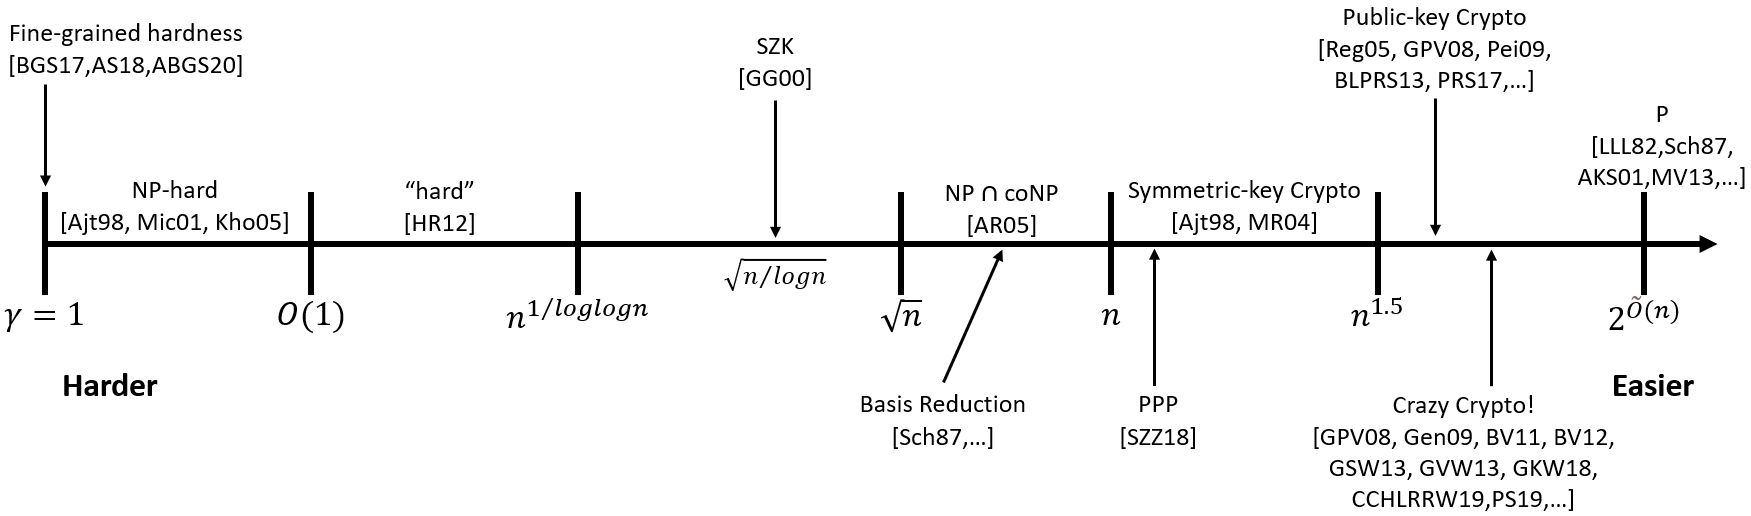 Fine-grained hardness
[BGS17,AS18,ABGS20]
SZK
[GG00]
Public-key Crypto
[Reg05, GPV08, Pei09,
BLPRS13, PRS17,...]
P
[LLL82,Sch87,
AKS01,MV13,...]
NP-hard
[Ajt98, Mic01, Kho05]
“hard”
[HR12]
NP ∩ coNP
[AR05]
Symmetric-key Crypto
[Ajt98, MR04]
γ = 1
O(1)
n^{1/loglogn}
√(n/logn)
√n
n
n^{1.5}
2^{Õ(n)}
Harder
Easier
Basis Reduction
[Sch87,...]
PPP
[SZZ18]
Crazy Crypto!
[GPV08, Gen09, BV11, BV12,
GSW13, GVW13, GKW18,
CCHLRRW19,PS19,...]